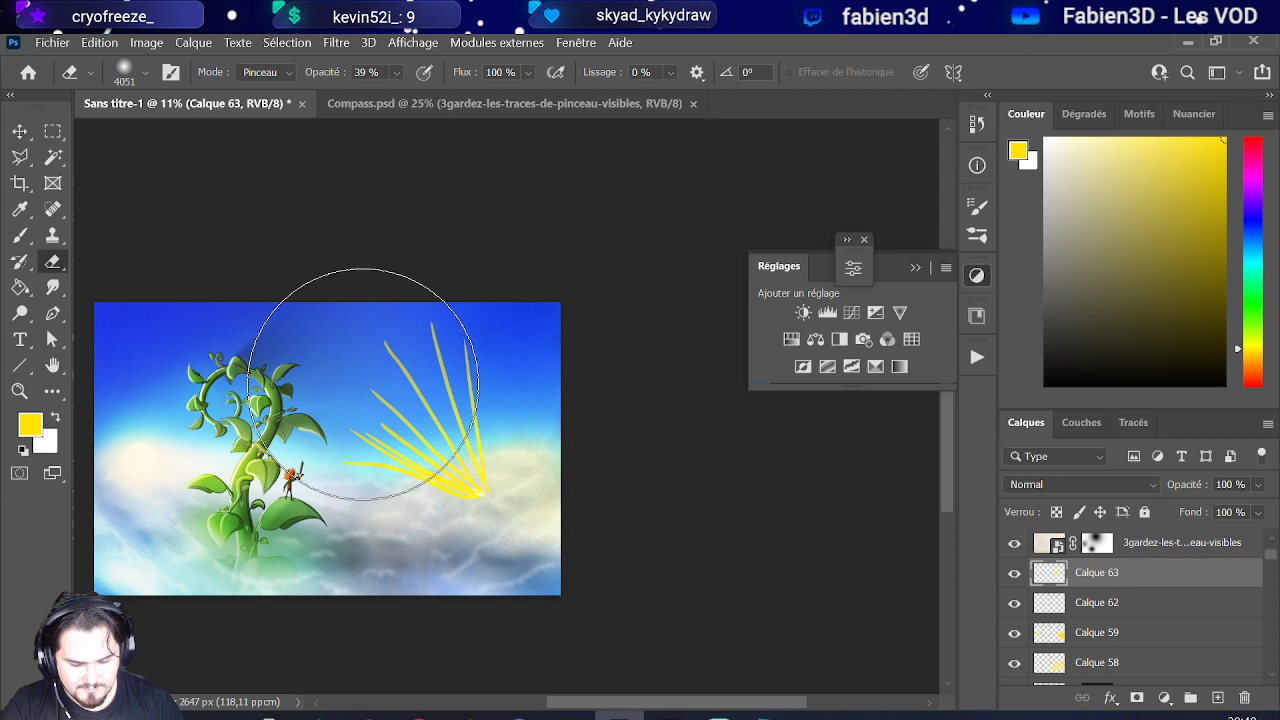 cryofreeze_
kevin52i_: 9
skyad_kykydraw
fabien3d
Fabien3D - Les VOD
Ps Fichier Edition Image Calque Texte Sélection Filtre 3D Affichage Modules externes Fenêtre Aide
4051 Mode : Pinceau Opacité : 39 % Flux : 100 % Lissage : 0 % 0° Effacer de l'historique
Sans titre-1 @ 11% (Calque 63, RVB/8) * Compass.psd @ 25% (3gardez-les-traces-de-pinceau-visibles, RVB/8)
Couleur Dégradés Motifs Nuancier
Réglages
Ajouter un réglage
Calques Couches Tracés
Type
Normal Opacité : 100 %
Verrou : Fond : 100 %
3gardez-les-t...eau-visibles
Calque 63
Calque 62
Calque 59
Calque 58
2647 px (118,11 ppcm)